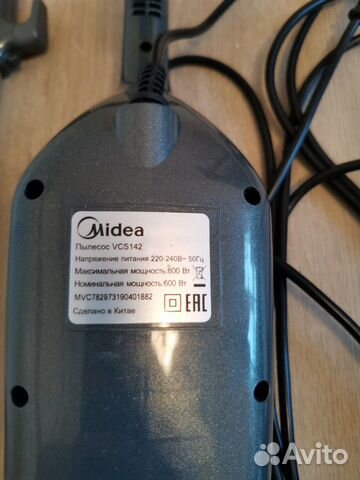 Midea
Пылесос VCS142
Напряжение питания 220-240В~ 50Гц
Максимальная мощность:800 Вт
Номинальная мощность:600 Вт
MVC782973190401882
Сделано в Китае
EAC
Avito